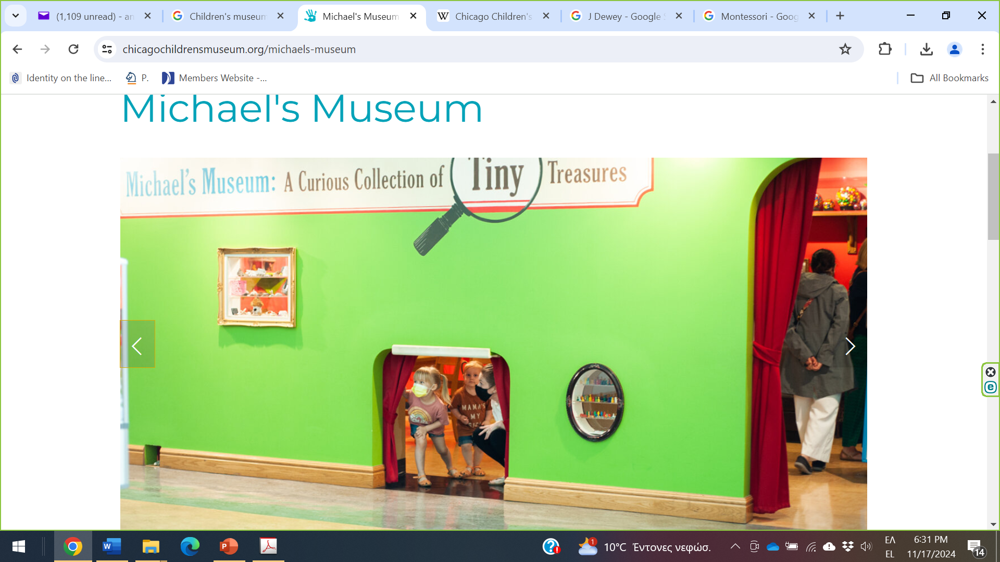 (1,109 unread) - an
Children's museum
Michael's Museum
Chicago Children's
J Dewey - Google S
Montessori - Goog
chicagochildrensmuseum.org/michaels-museum
Identity on the line...
P.
Members Website -...
All Bookmarks
Michael's Museum
Michael's Museum: A Curious Collection of Tiny Treasures
MAMA'S
MY
10°C Έντονες νεφώσ.
ΕΛ
EL
6:31 PM
11/17/2024
1
14